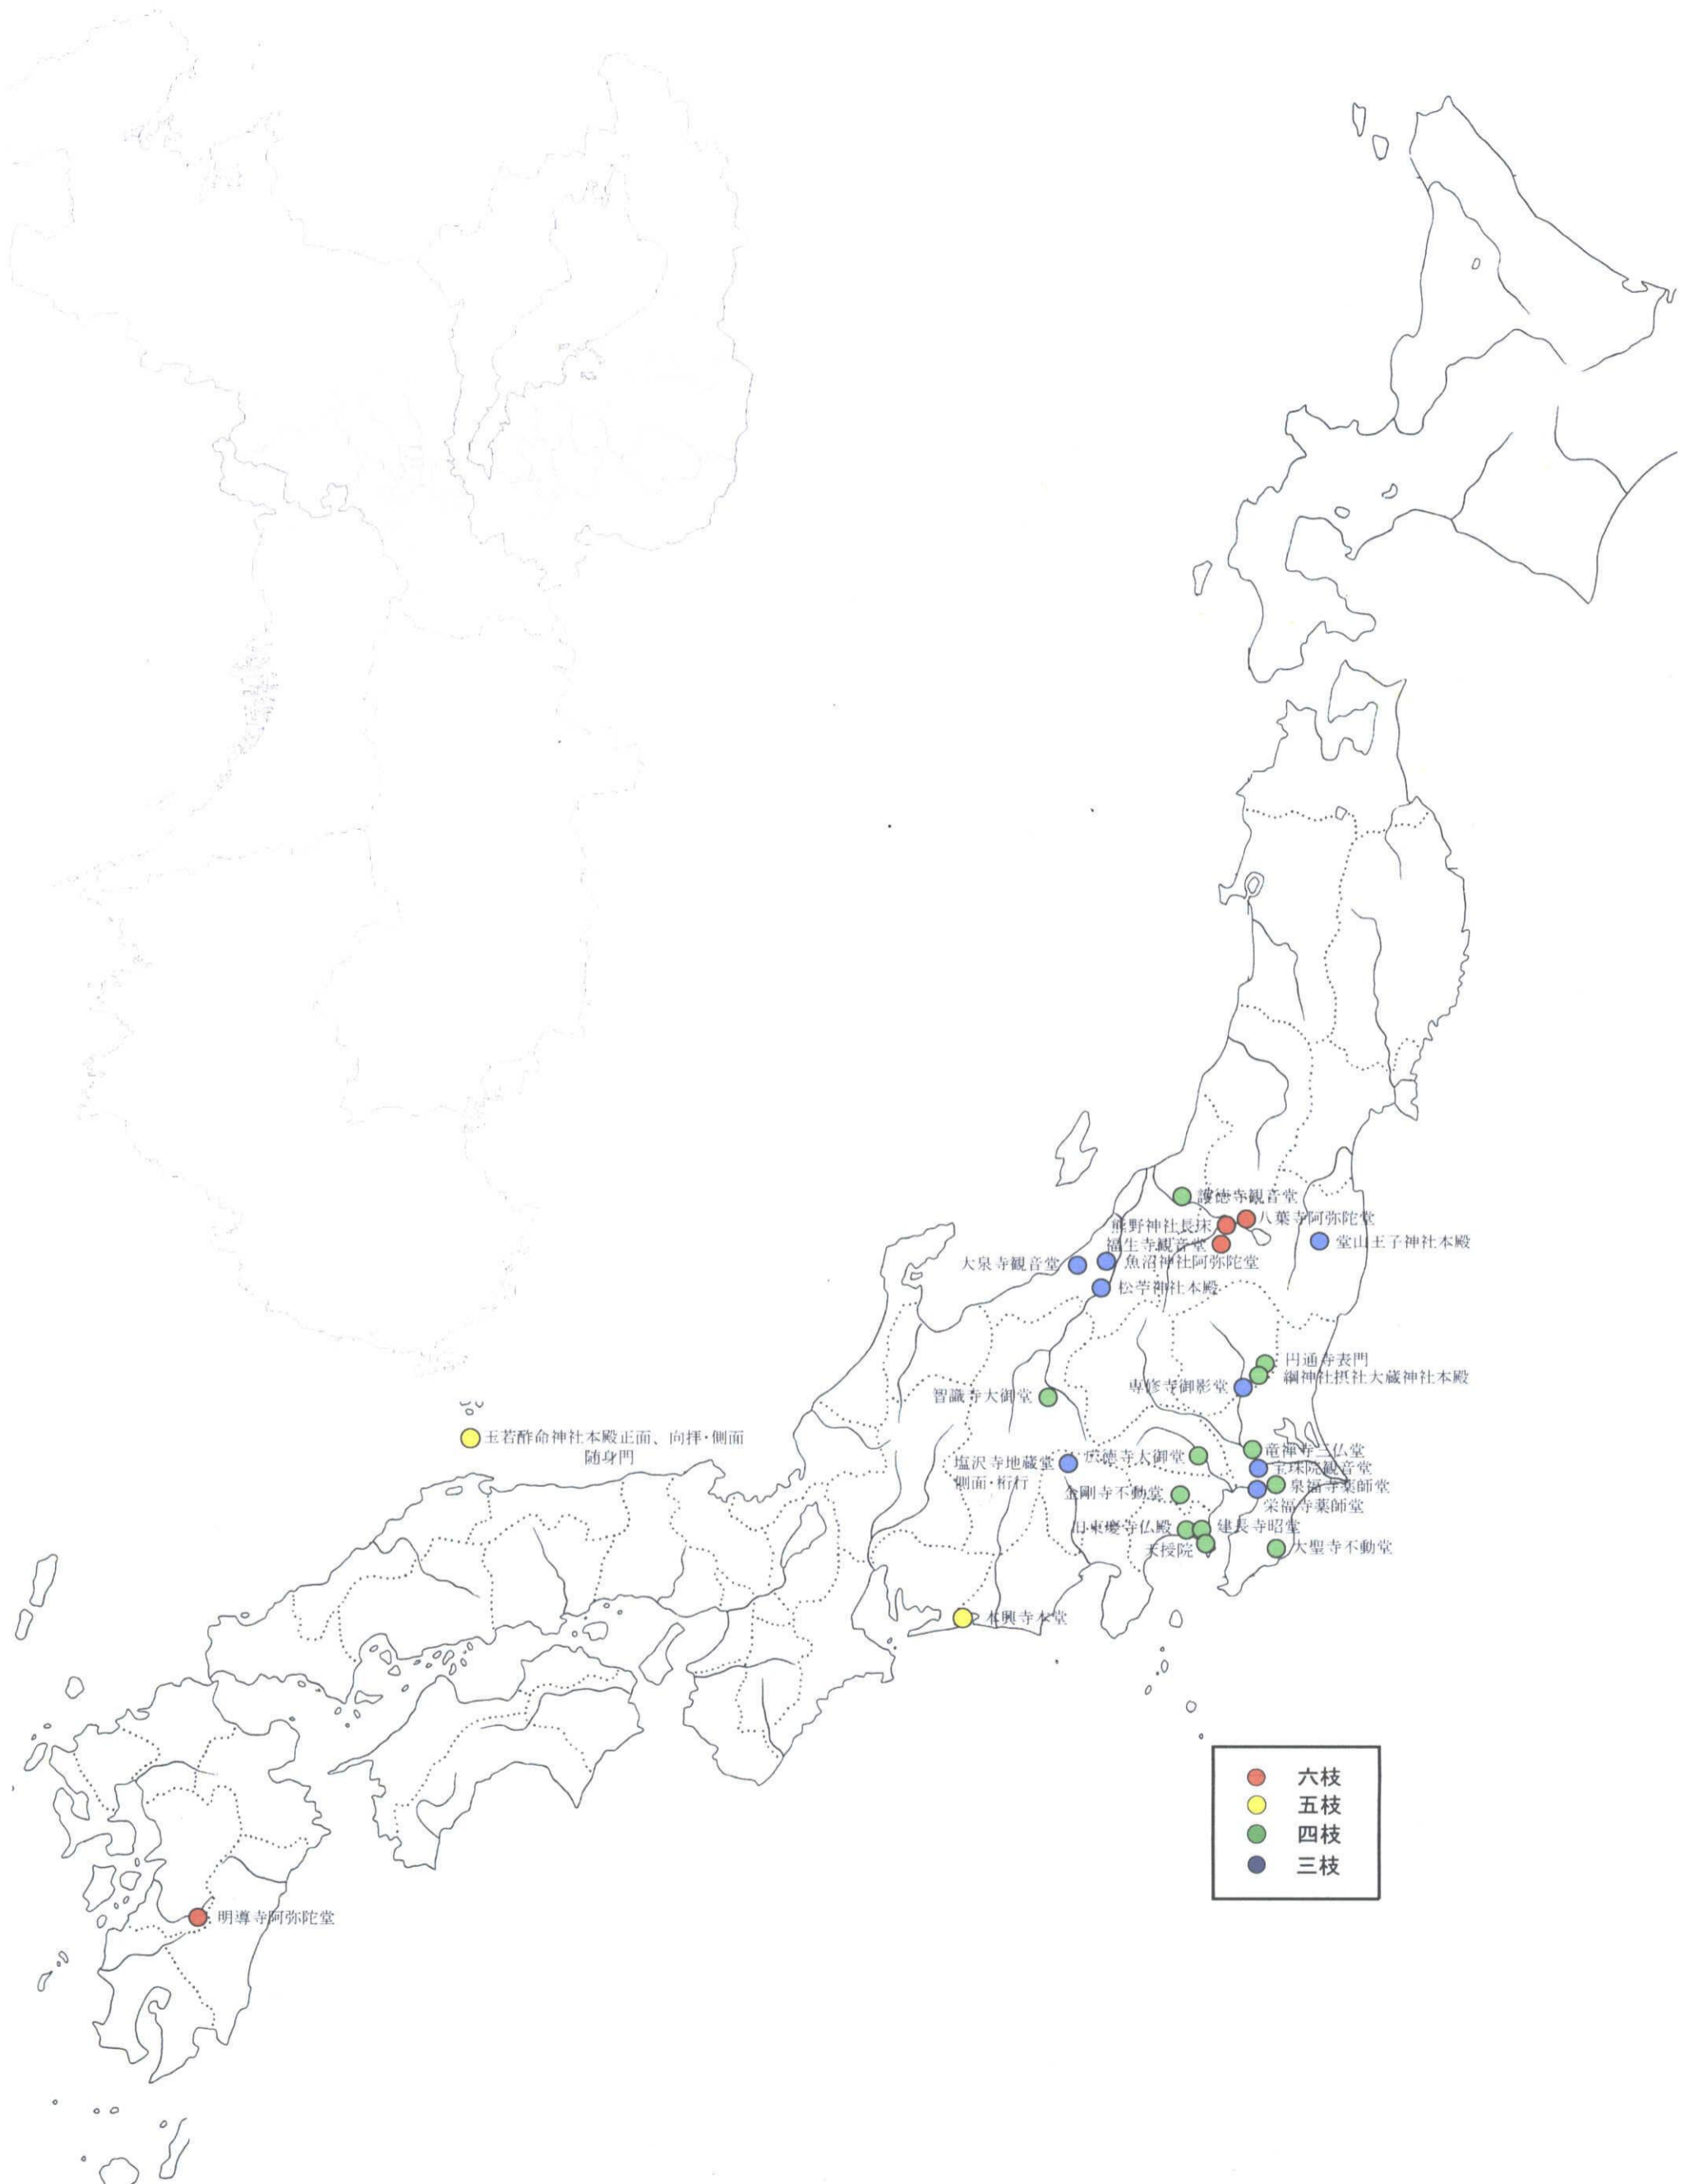 護徳寺観音堂
八葉寺阿弥陀堂
熊野神社長床
福生寺観音堂
堂山王子神社本殿
大泉寺観音堂
魚沼神社阿弥陀堂
松苧神社本殿
円通寺表門
綱神社摂社大蔵神社本殿
専修寺御影堂
智識寺大御堂
玉若酢命神社本殿正面、向拝・側面
随身門
竜禅寺三仏堂
塩沢寺地蔵堂
側面・桁行
広徳寺大御堂
宝珠院観音堂
泉福寺薬師堂
金剛寺不動堂
栄福寺薬師堂
旧東慶寺仏殿
建長寺昭堂
天授院
大聖寺不動堂
本興寺本堂
六枝
五枝
四枝
三枝
明導寺阿弥陀堂